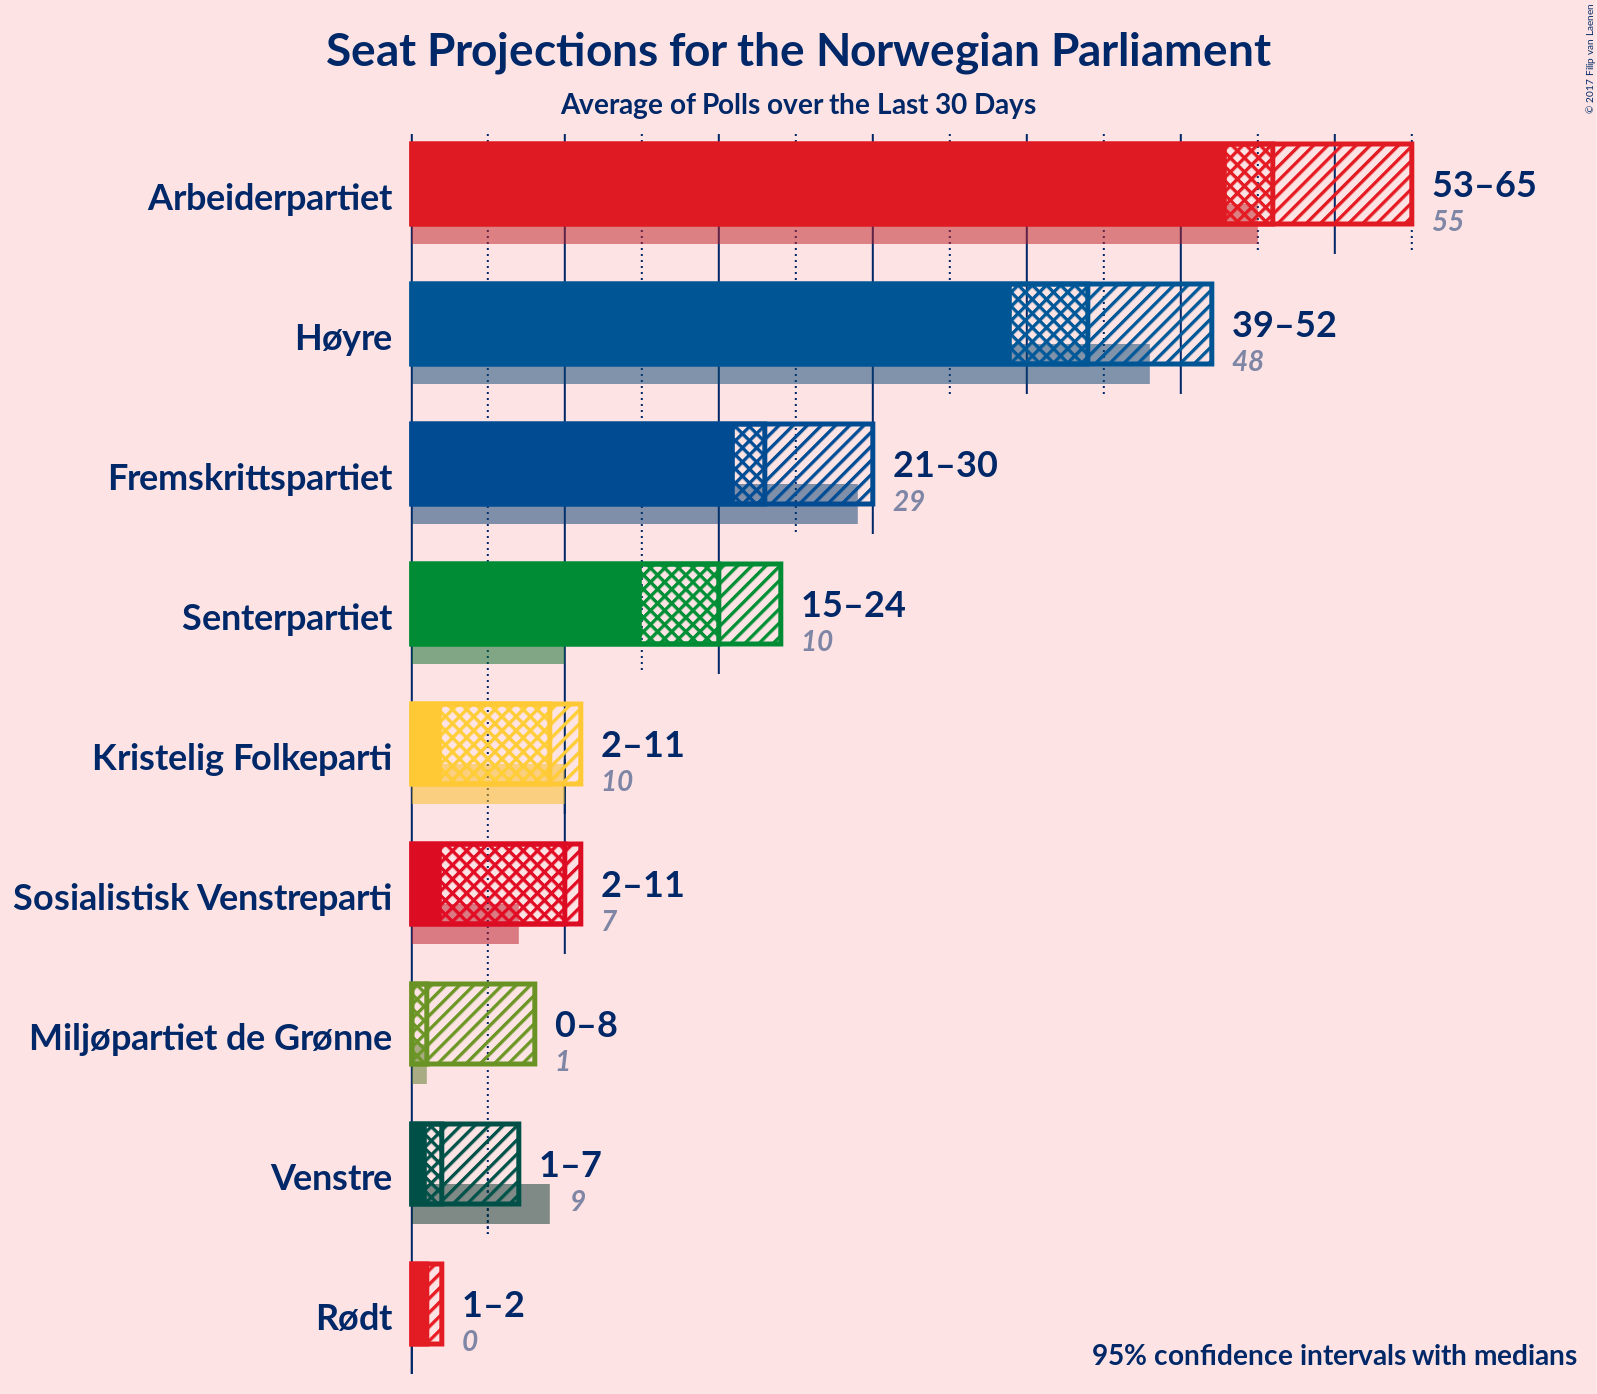 Seat Projections for the Norwegian Parliament
Average of Polls over the Last 30 Days
© 2017 Filip van Laenen
Arbeiderpartiet
53–65
55
Høyre
39–52
48
Fremskrittspartiet
21–30
29
Senterpartiet
15–24
10
Kristelig Folkeparti
2–11
10
Sosialistisk Venstreparti
2–11
7
Miljøpartiet de Grønne
0–8
1
Venstre
1–7
9
Rødt
1–2
0
95% confidence intervals with medians